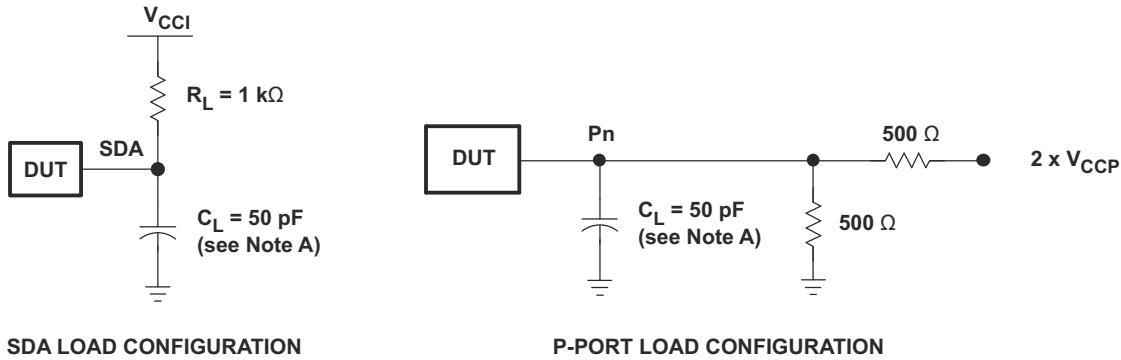 V_CCI
R_L = 1 kΩ
SDA
DUT
C_L = 50 pF
(see Note A)
SDA LOAD CONFIGURATION
DUT
Pn
500 Ω
2 x V_CCP
C_L = 50 pF
(see Note A)
500 Ω
P-PORT LOAD CONFIGURATION